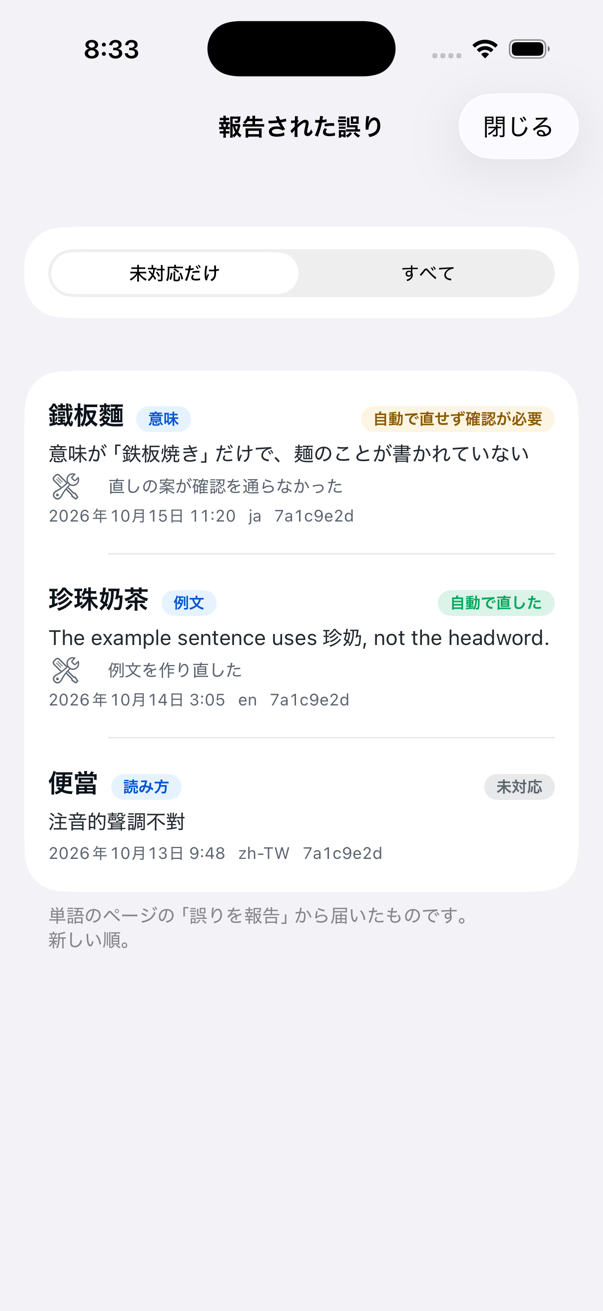 8:33
報告された誤り
閉じる
未対応だけ
すべて
鐵板麵 意味 自動で直せず確認が必要
意味が「鉄板焼き」だけで、麺のことが書かれていない
直しの案が確認を通らなかった
2026年10月15日 11:20 ja 7a1c9e2d
珍珠奶茶 例文 自動で直した
The example sentence uses 珍奶, not the headword.
例文を作り直した
2026年10月14日 3:05 en 7a1c9e2d
便當 読み方 未対応
注音的聲調不對
2026年10月13日 9:48 zh-TW 7a1c9e2d
単語のページの「誤りを報告」から届いたものです。
新しい順。